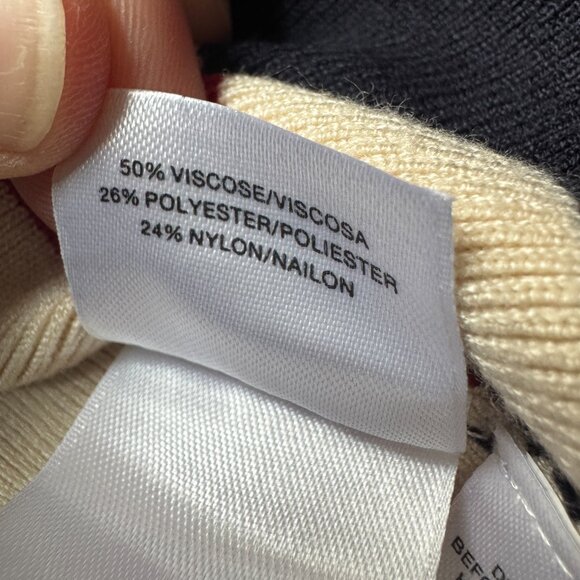 50% VISCOSE/VISCOSA
26% POLYESTER/POLIESTER
24% NYLON/NAILON